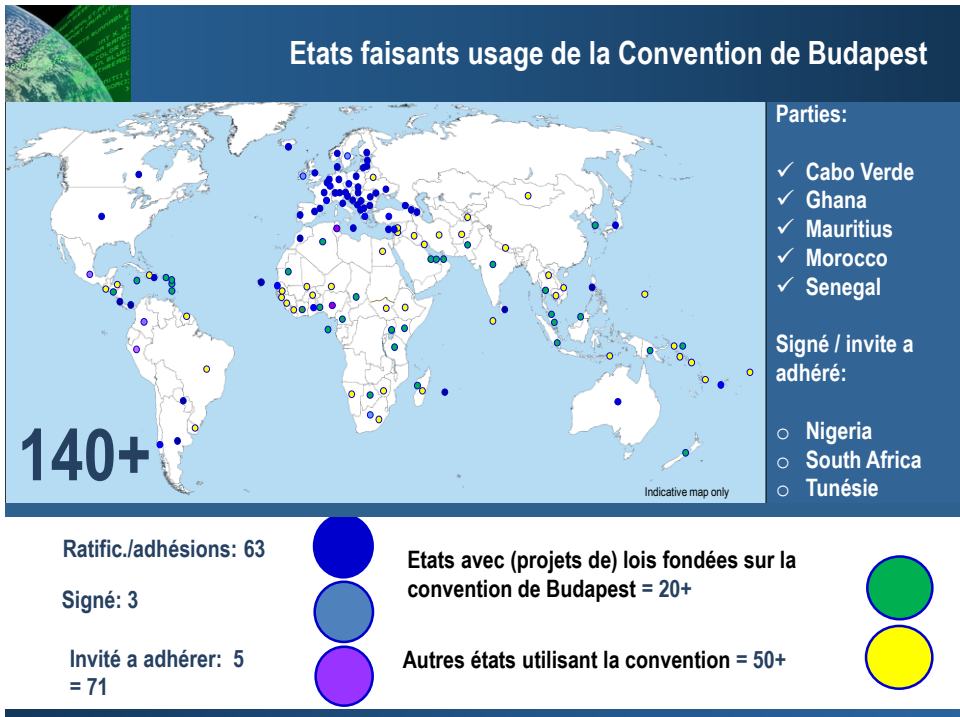 Etats faisants usage de la Convention de Budapest
Parties:
✓ Cabo Verde
✓ Ghana
✓ Mauritius
✓ Morocco
✓ Senegal
Signé / invite a
adhéré:
○ Nigeria
○ South Africa
○ Tunésie
140+
Indicative map only
Ratific./adhésions: 63
Signé: 3
Invité a adhérer: 5
= 71
Etats avec (projets de) lois fondées sur la
convention de Budapest = 20+
Autres états utilisant la convention = 50+